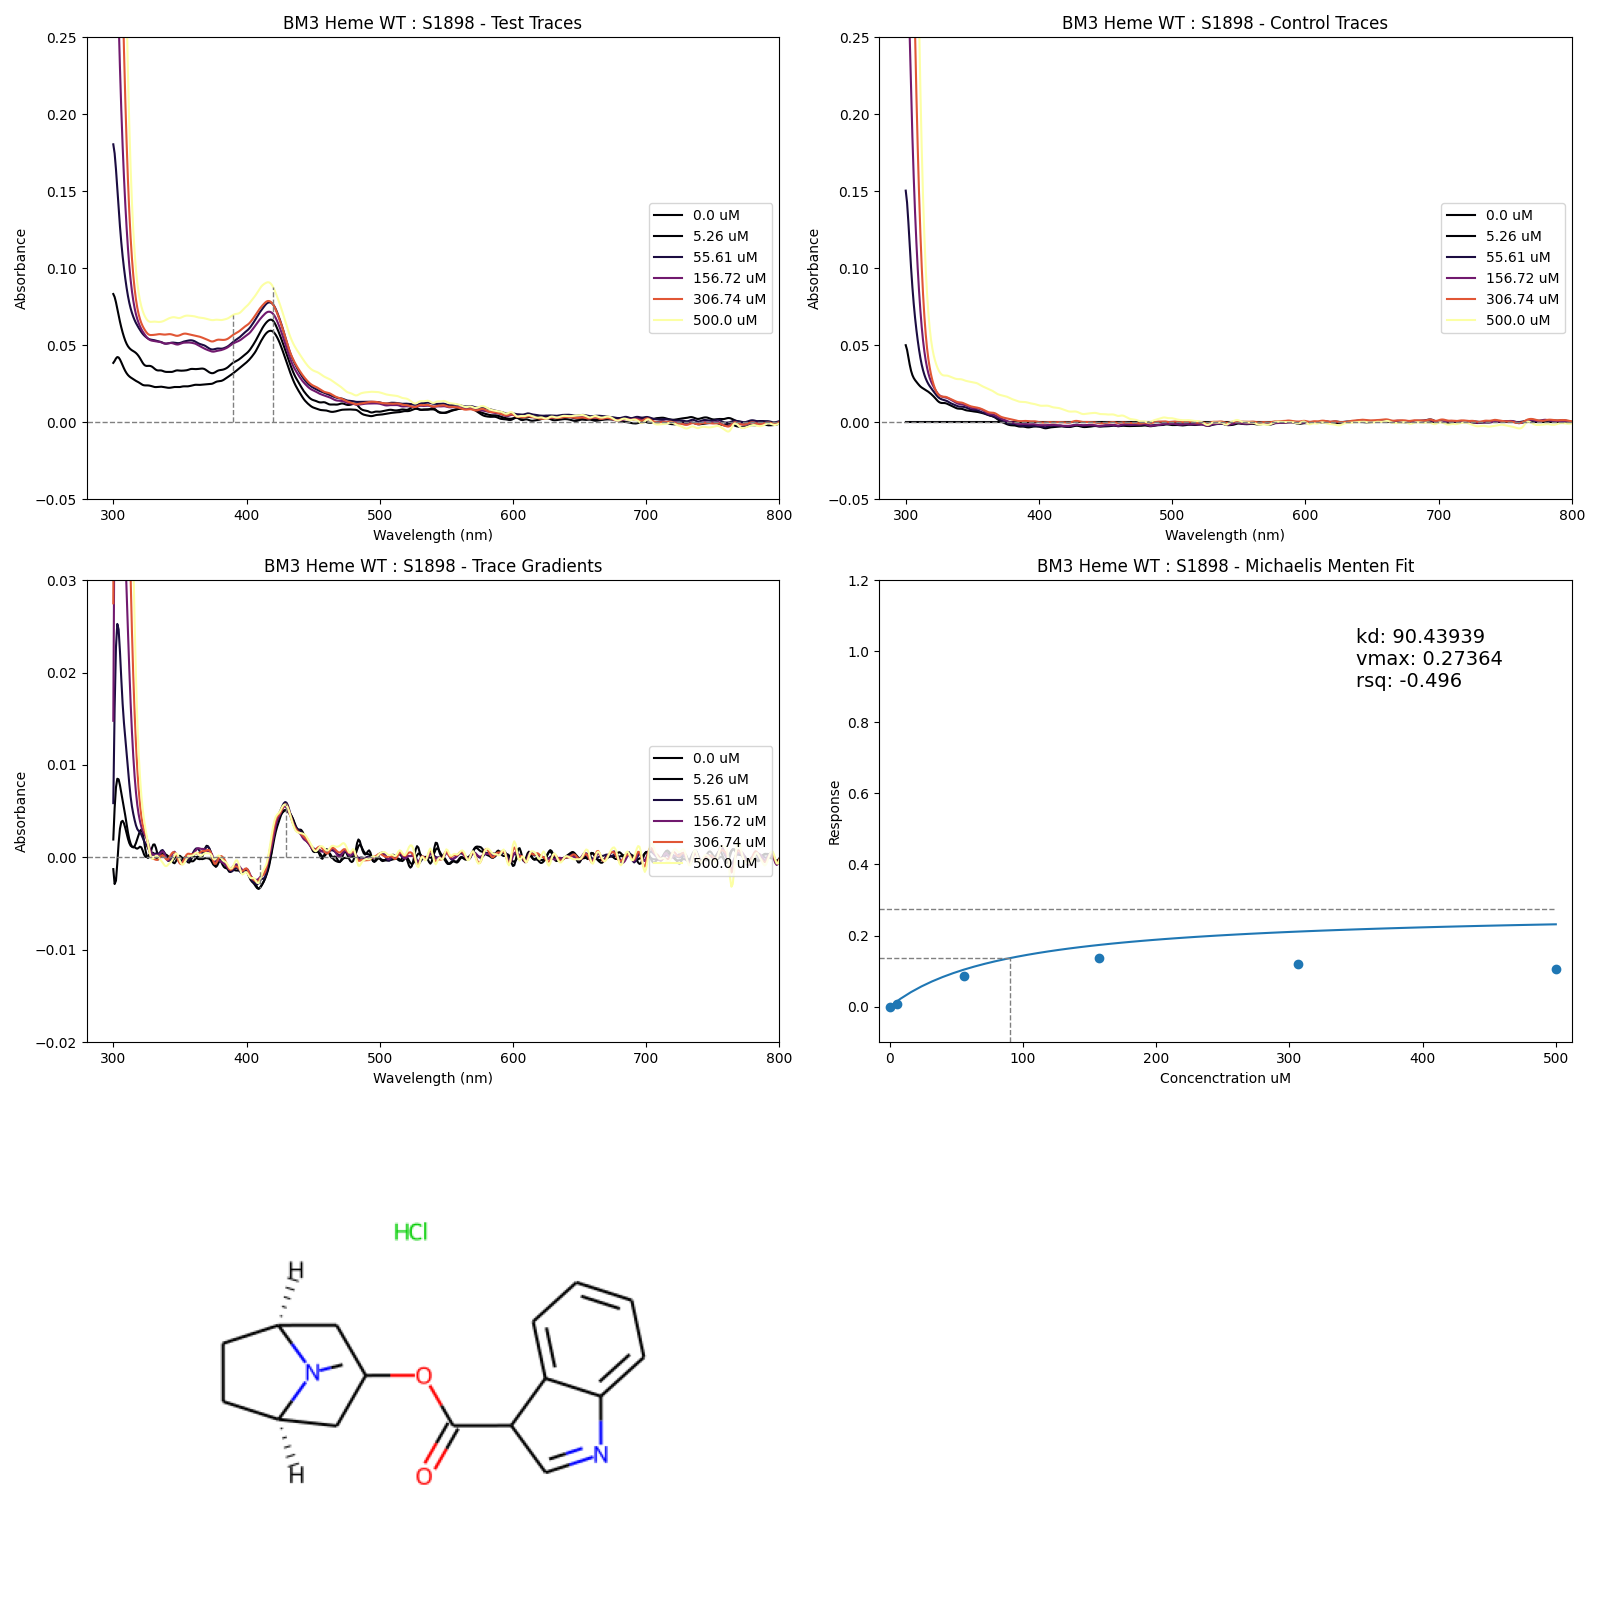 BM3 Heme WT : S1898 - Test Traces
0.25
0.20
0.15
0.10
0.05
0.00
−0.05
Absorbance
300
400
500
600
700
800
Wavelength (nm)
0.0 uM
5.26 uM
55.61 uM
156.72 uM
306.74 uM
500.0 uM
BM3 Heme WT : S1898 - Control Traces
0.25
0.20
0.15
0.10
0.05
0.00
−0.05
Absorbance
300
400
500
600
700
800
Wavelength (nm)
0.0 uM
5.26 uM
55.61 uM
156.72 uM
306.74 uM
500.0 uM
BM3 Heme WT : S1898 - Trace Gradients
0.03
0.02
0.01
0.00
−0.01
−0.02
Absorbance
300
400
500
600
700
800
Wavelength (nm)
0.0 uM
5.26 uM
55.61 uM
156.72 uM
306.74 uM
500.0 uM
BM3 Heme WT : S1898 - Michaelis Menten Fit
1.2
1.0
0.8
0.6
0.4
0.2
0.0
Response
0
100
200
300
400
500
Concenctration uM
kd: 90.43939
vmax: 0.27364
rsq: -0.496
HCl
H
N
O
O
N
H